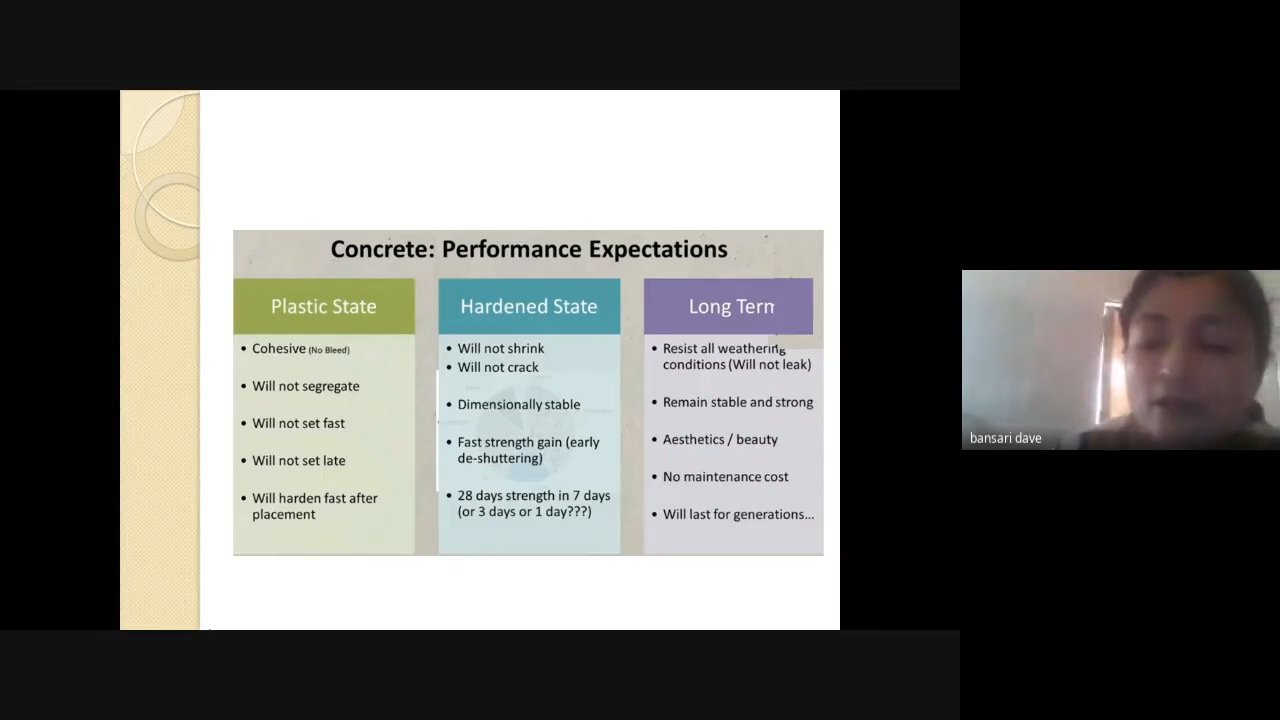 Concrete: Performance Expectations
Plastic State
• Cohesive (No Bleed)
• Will not segregate
• Will not set fast
• Will not set late
• Will harden fast after
placement
Hardened State
• Will not shrink
• Will not crack
• Dimensionally stable
• Fast strength gain (early
de-shuttering)
• 28 days strength in 7 days
(or 3 days or 1 day???)
Long Term
• Resist all weathering
conditions (Will not leak)
• Remain stable and strong
• Aesthetics / beauty
• No maintenance cost
• Will last for generations...
bansari dave